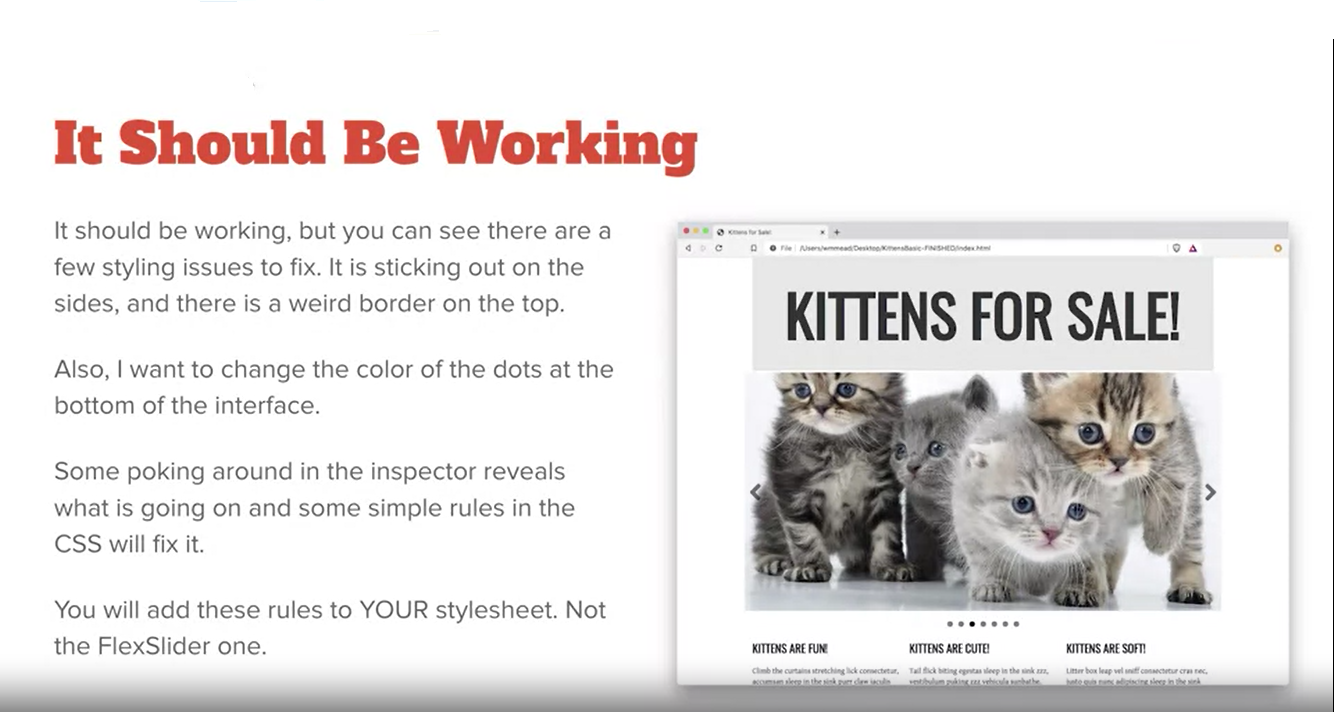 It Should Be Working
It should be working, but you can see there are a
few styling issues to fix. It is sticking out on the
sides, and there is a weird border on the top.
Also, I want to change the color of the dots at the
bottom of the interface.
Some poking around in the inspector reveals
what is going on and some simple rules in the
CSS will fix it.
You will add these rules to YOUR stylesheet. Not
the FlexSlider one.
Kittens for Sale!
File /Users/wmmead/Desktop/KittensBasic-FINISHED/index.html
KITTENS FOR SALE!
KITTENS ARE FUN! KITTENS ARE CUTE! KITTENS ARE SOFT!
Climb the curtains stretching lick consectetur, Tail flick biting egestas sleep in the sink zzz, Litter box leap vel sniff consectetur cras nec,
accumsan sleep in the sink purr claw iaculis vestibulum puking zzz vehicula sunbathe. justo quis nunc adipiscing sleep in the sink